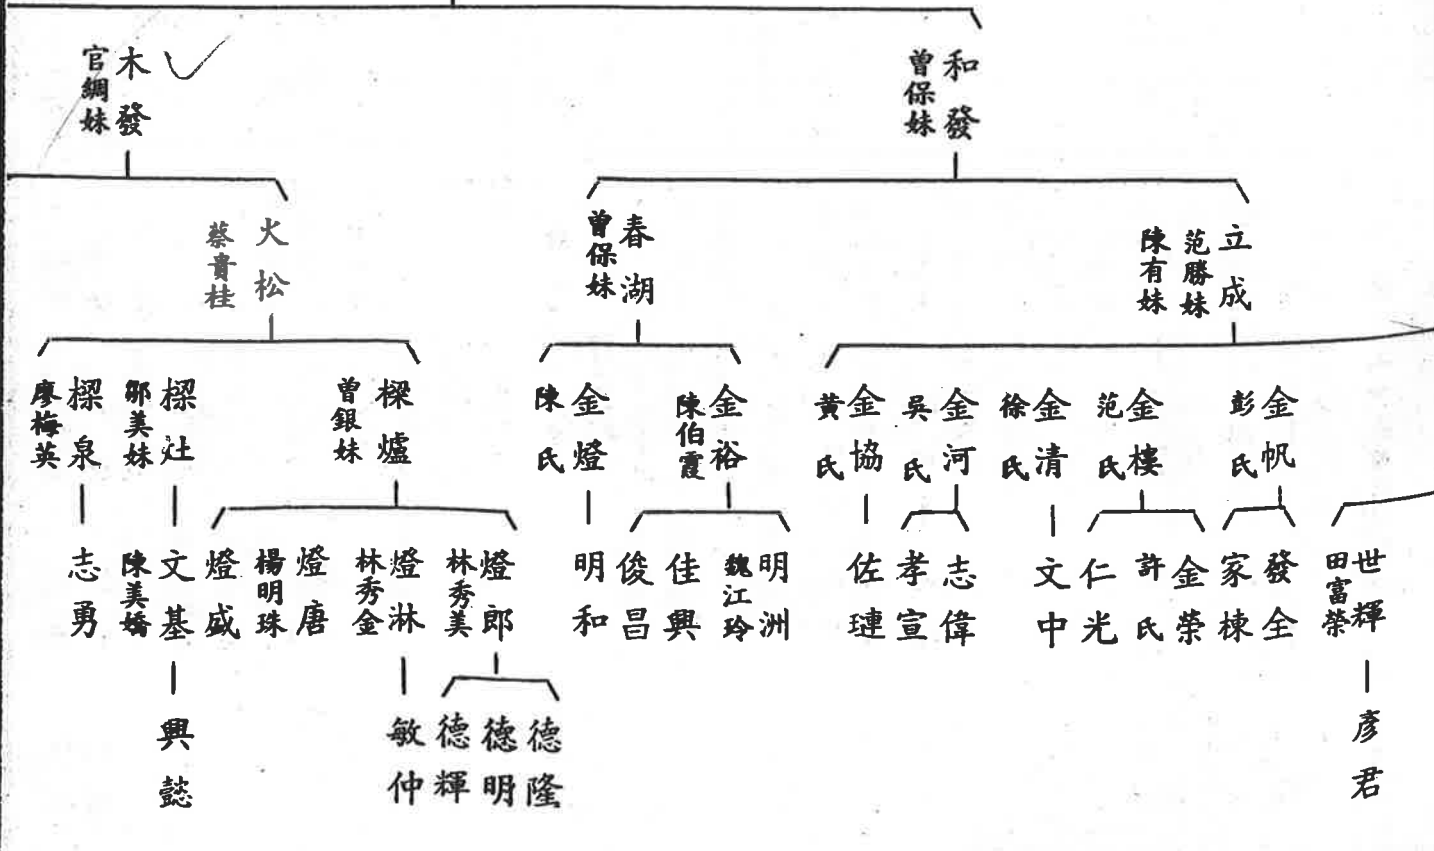 和發
曾保妹
木發
官綢妹
立成
范勝妹
陳有妹
春湖
曾保妹
火松
蔡貴桂
金帆
彭氏
金樓
范氏
金清
徐氏
金河
吳氏
金協
黃氏
金裕
陳伯霞
金燈
陳氏
樑爐
曾銀妹
樑灶
鄒美妹
樑泉
廖梅英
世輝
田富榮
發全
家棟
金榮
許氏
仁光
文中
志偉
孝宣
佐璉
明洲
魏江玲
佳興
俊昌
明和
燈郎
林秀美
燈淋
林秀金
燈唐
楊明珠
燈盛
文基
陳美嬌
志勇
彥君
德隆
德明
德輝
敏仲
興懿